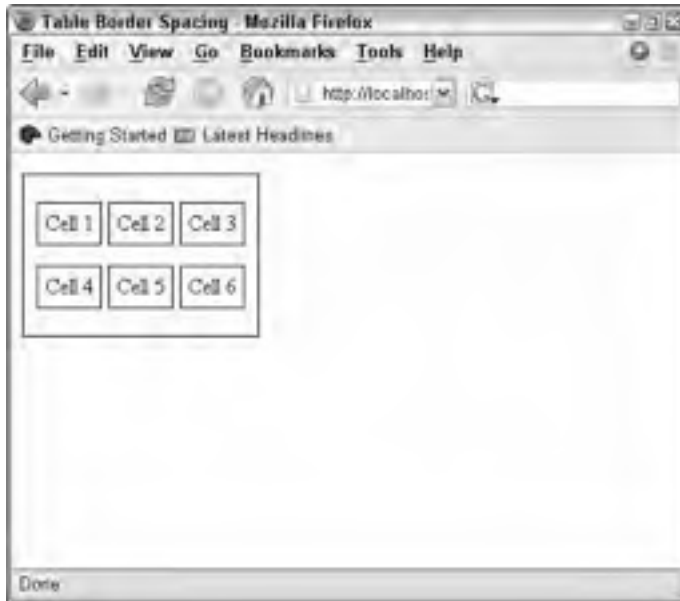 Table Border Spacing - Mozilla Firefox
File Edit View Go Bookmarks Tools Help
http://localhos
Getting Started Latest Headlines
Cell 1 Cell 2 Cell 3
Cell 4 Cell 5 Cell 6
Done